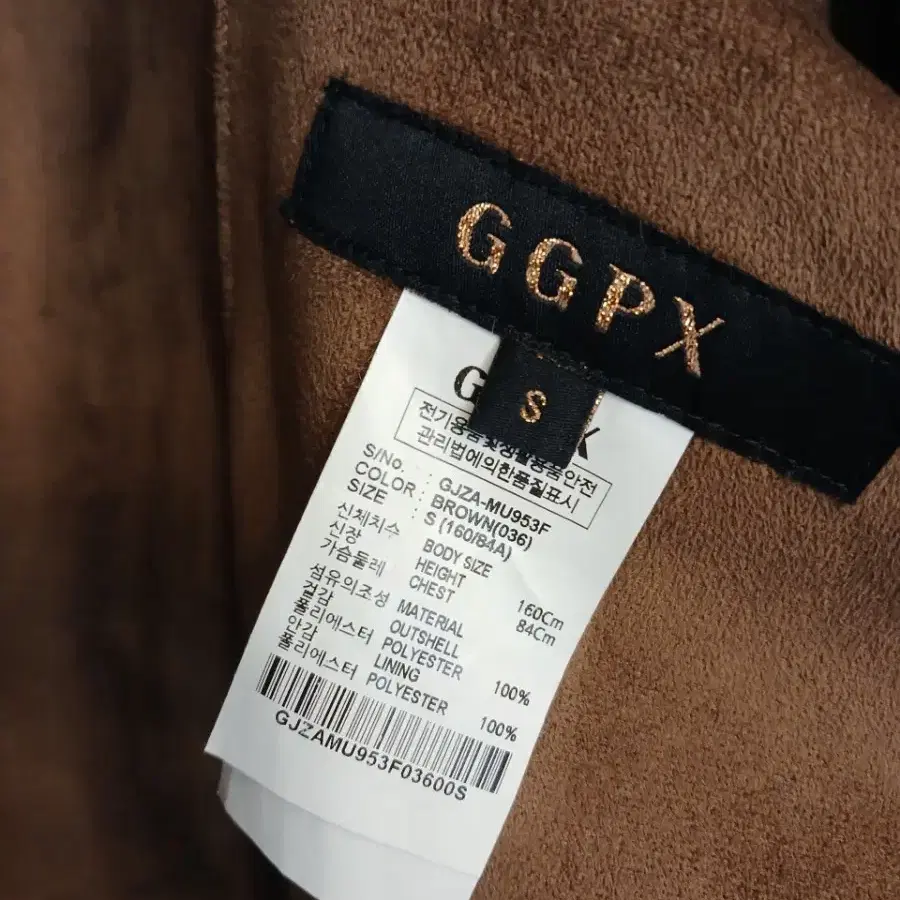 GGPX
S
G K
전기용품및생활용품안전
관리법에의한품질표시
S/No. : GJZA-MU953F
COLOR : BROWN(036)
SIZE S (160/84A)
신체치수 BODY SIZE
신장 HEIGHT 160Cm
가슴둘레 CHEST 84Cm
섬유의조성 MATERIAL
겉감 OUTSHELL
폴리에스터 POLYESTER 100%
안감 LINING
폴리에스터 POLYESTER 100%
GJZAMU953F03600S